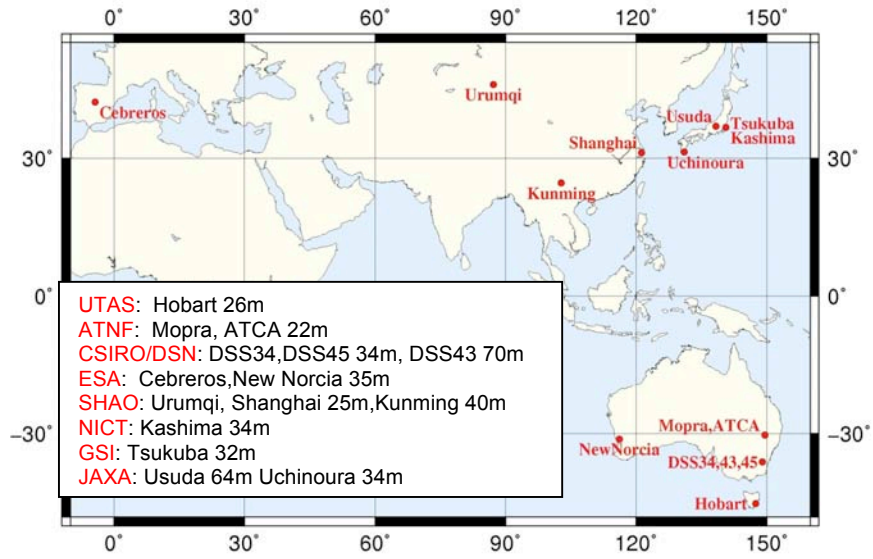 0° 30° 60° 90° 120° 150°
Urumqi
Cebreros
Usuda
Tsukuba
Kashima
Shanghai
Uchinoura
30° 30°
Kunming
0° 0°
UTAS: Hobart 26m
ATNF: Mopra, ATCA 22m
CSIRO/DSN: DSS34,DSS45 34m, DSS43 70m
ESA: Cebreros,New Norcia 35m
SHAO: Urumqi, Shanghai 25m,Kunming 40m
NICT: Kashima 34m
GSI: Tsukuba 32m
JAXA: Usuda 64m Uchinoura 34m
Mopra,ATCA
−30° −30°
NewNorcia
DSS34,43,45
Hobart
0° 30° 60° 90° 120° 150°